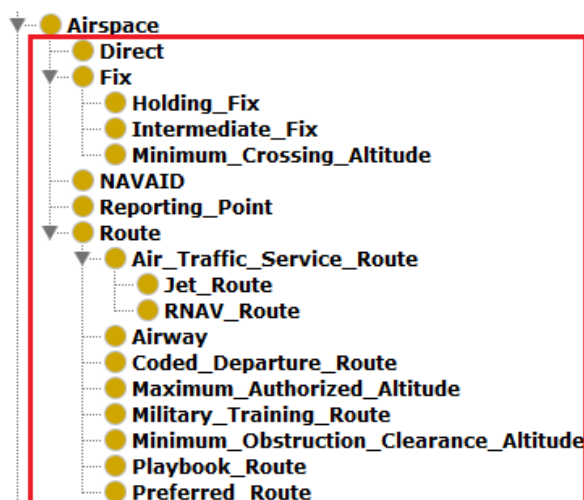 Airspace
Direct
Fix
Holding_Fix
Intermediate_Fix
Minimum_Crossing_Altitude
NAVAID
Reporting_Point
Route
Air_Traffic_Service_Route
Jet_Route
RNAV_Route
Airway
Coded_Departure_Route
Maximum_Authorized_Altitude
Military_Training_Route
Minimum_Obstruction_Clearance_Altitude
Playbook_Route
Preferred_Route